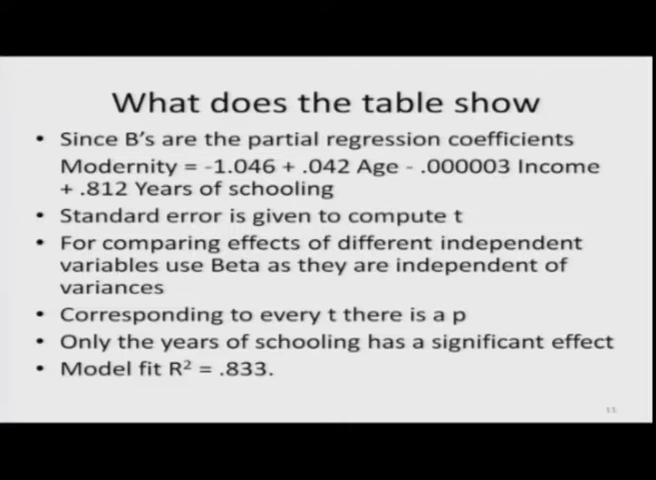 What does the table show
• Since B's are the partial regression coefficients
Modernity = -1.046 + .042 Age - .000003 Income
+ .812 Years of schooling
• Standard error is given to compute t
• For comparing effects of different independent
variables use Beta as they are independent of
variances
• Corresponding to every t there is a p
• Only the years of schooling has a significant effect
• Model fit R² = .833.